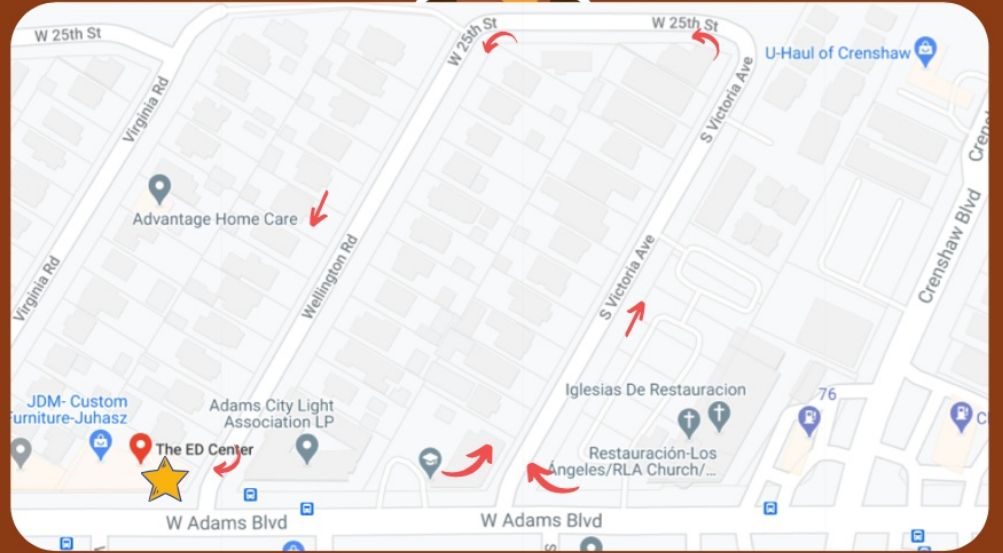 W 25th St
W 25th St
W 25th St
U-Haul of Crenshaw
Virginia Rd
S Victoria Ave
Advantage Home Care
Crenshaw Blvd
Virginia Rd
Wellington Rd
S Victoria Ave
JDM- Custom
Furniture-Juhasz
The ED Center
Adams City Light
Association LP
Iglesias De Restauracion
76
Restauración-Los
Ángeles/RLA Church/...
W Adams Blvd
W Adams Blvd